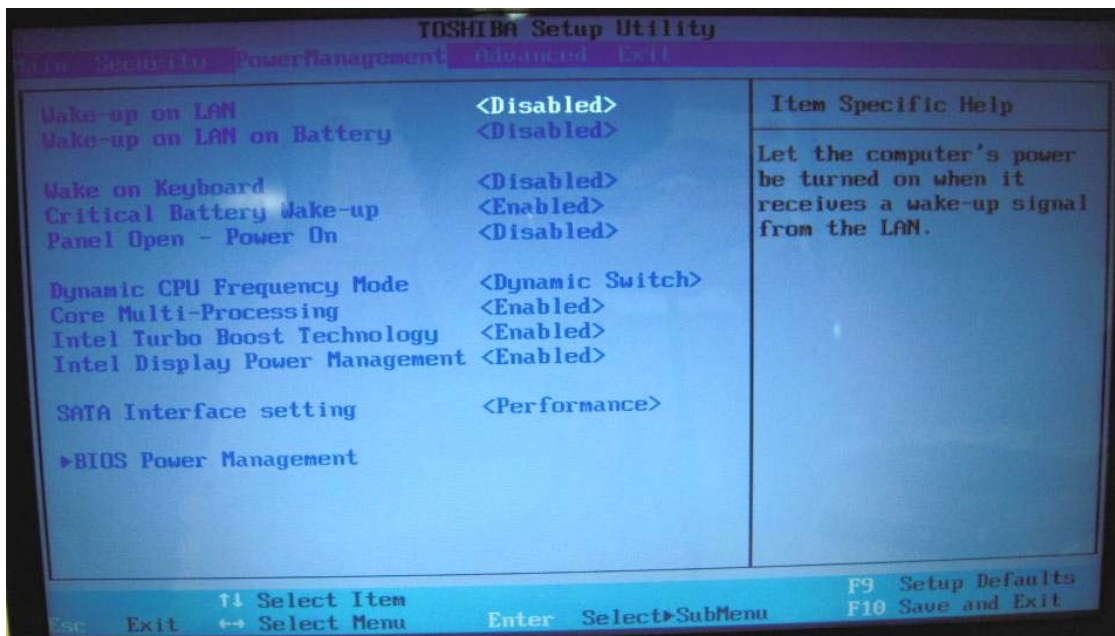 TOSHIBA Setup Utility
Main Security PowerManagement Advanced Exit
Wake-up on LAN <Disabled>
Wake-up on LAN on Battery <Disabled>
Wake on Keyboard <Disabled>
Critical Battery Wake-up <Enabled>
Panel Open - Power On <Disabled>
Dynamic CPU Frequency Mode <Dynamic Switch>
Core Multi-Processing <Enabled>
Intel Turbo Boost Technology <Enabled>
Intel Display Power Management <Enabled>
SATA Interface setting <Performance>
▶BIOS Power Management
Item Specific Help
Let the computer's power
be turned on when it
receives a wake-up signal
from the LAN.
↑↓ Select Item F9 Setup Defaults
Esc Exit ↔ Select Menu Enter Select▶SubMenu F10 Save and Exit